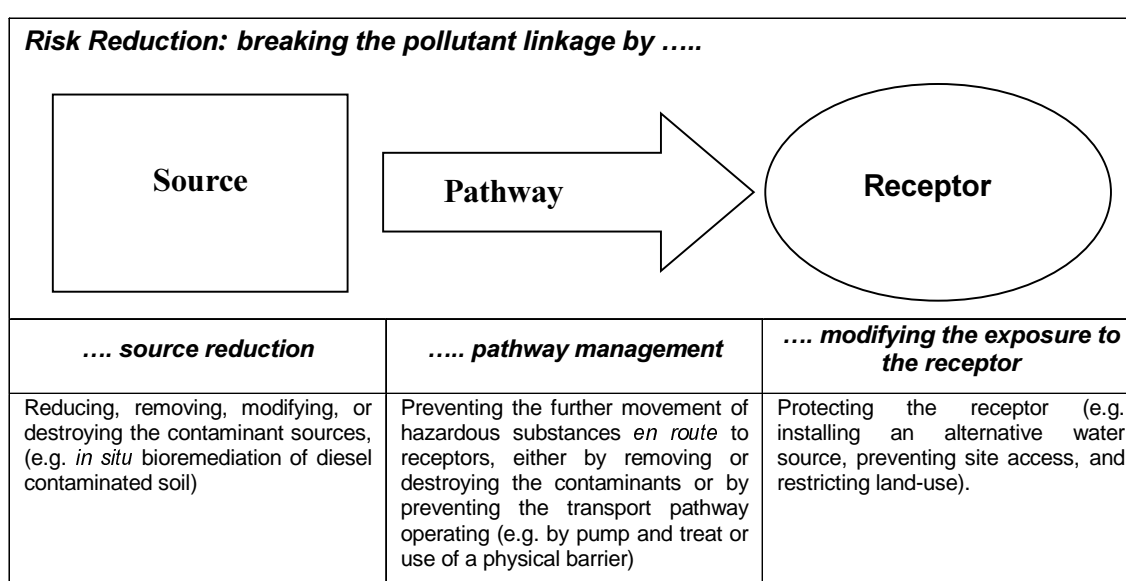 Risk Reduction: breaking the pollutant linkage by …..
Source
Pathway
Receptor
…. source reduction
….. pathway management
…. modifying the exposure to
the receptor
Reducing, removing, modifying, or
destroying the contaminant sources,
(e.g. in situ bioremediation of diesel
contaminated soil)
Preventing the further movement of
hazardous substances en route to
receptors, either by removing or
destroying the contaminants or by
preventing the transport pathway
operating (e.g. by pump and treat or
use of a physical barrier)
Protecting the receptor (e.g.
installing an alternative water
source, preventing site access, and
restricting land-use).